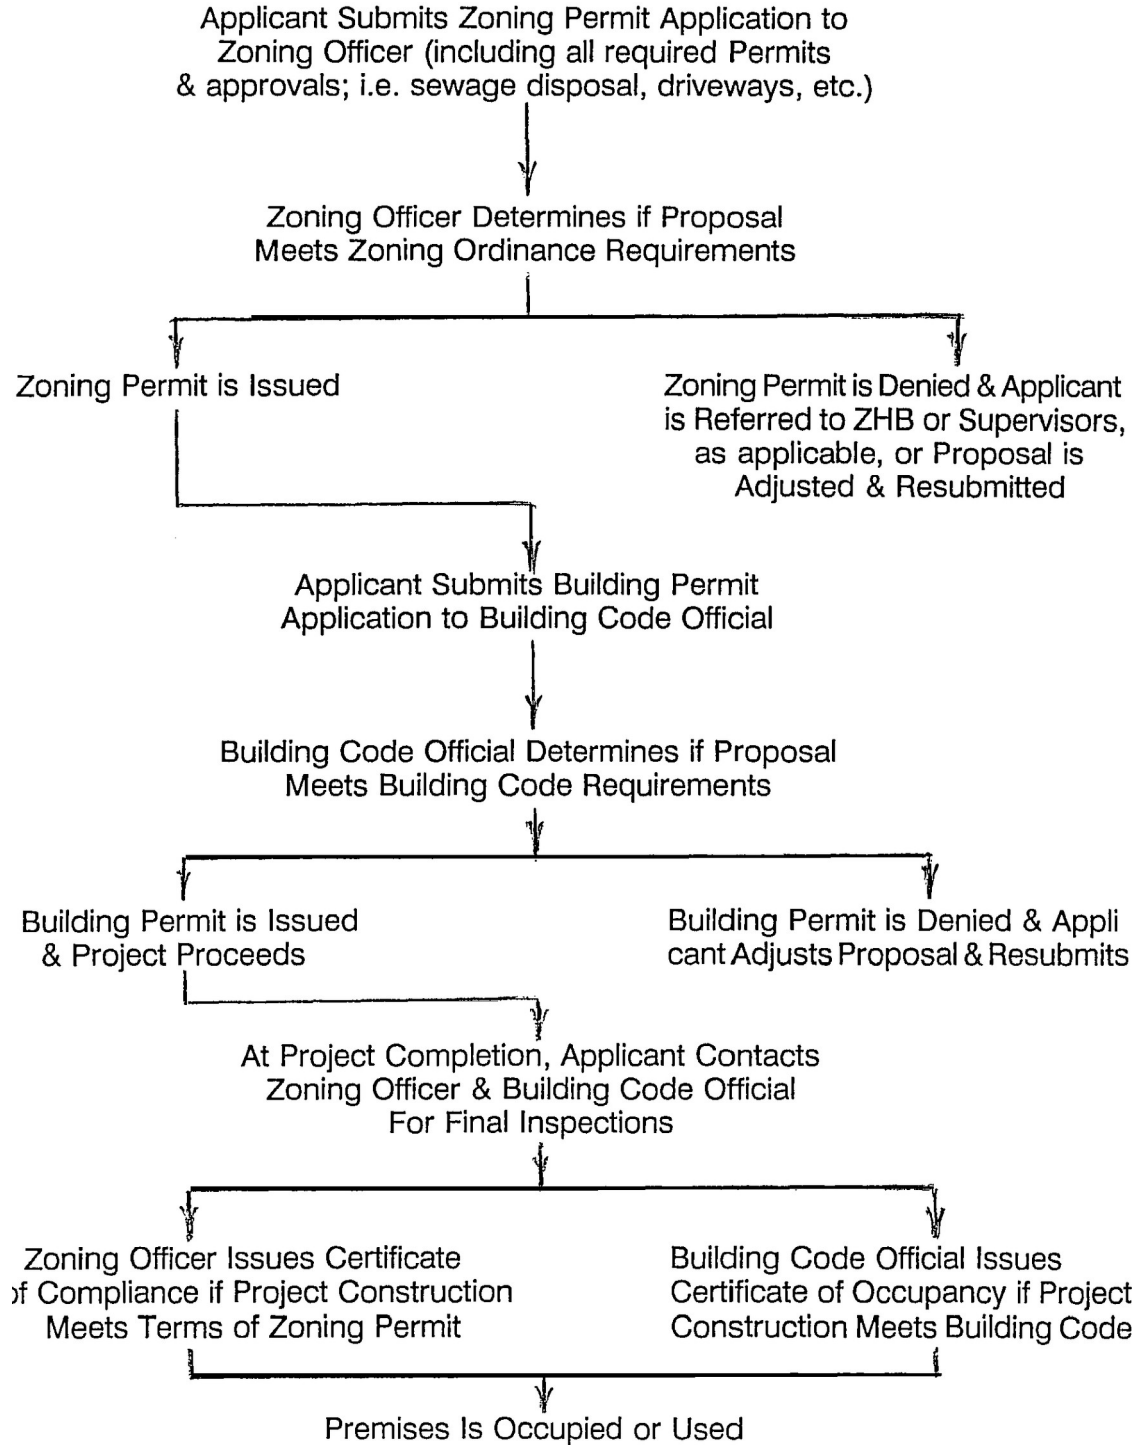 Applicant Submits Zoning Permit Application to
Zoning Officer (including all required Permits
& approvals; i.e. sewage disposal, driveways, etc.)
Zoning Officer Determines if Proposal
Meets Zoning Ordinance Requirements
Zoning Permit is Issued
Zoning Permit is Denied & Applicant
is Referred to ZHB or Supervisors,
as applicable, or Proposal is
Adjusted & Resubmitted
Applicant Submits Building Permit
Application to Building Code Official
Building Code Official Determines if Proposal
Meets Building Code Requirements
Building Permit is Issued
& Project Proceeds
Building Permit is Denied & Appli
cant Adjusts Proposal & Resubmits
At Project Completion, Applicant Contacts
Zoning Officer & Building Code Official
For Final Inspections
Zoning Officer Issues Certificate
of Compliance if Project Construction
Meets Terms of Zoning Permit
Building Code Official Issues
Certificate of Occupancy if Project
Construction Meets Building Code
Premises Is Occupied or Used